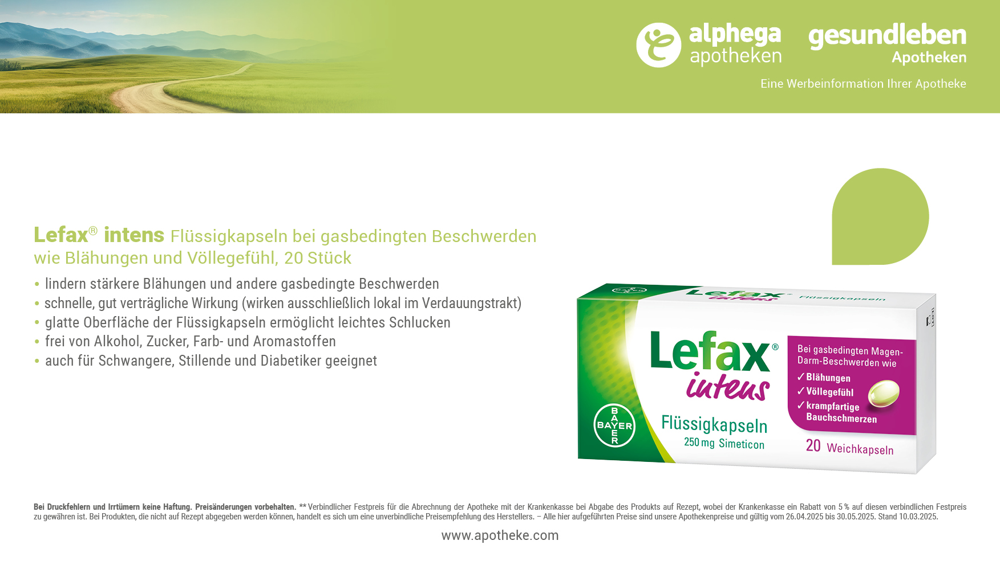 alphega
apotheken
gesundleben
Apotheken
Eine Werbeinformation Ihrer Apotheke
Lefax® intens Flüssigkapseln bei gasbedingten Beschwerden
wie Blähungen und Völlegefühl, 20 Stück
• lindern stärkere Blähungen und andere gasbedingte Beschwerden
• schnelle, gut verträgliche Wirkung (wirken ausschließlich lokal im Verdauungstrakt)
• glatte Oberfläche der Flüssigkapseln ermöglicht leichtes Schlucken
• frei von Alkohol, Zucker, Farb- und Aromastoffen
• auch für Schwangere, Stillende und Diabetiker geeignet
Lefax® intens Flüssigkapseln
Lefax®
intens
BAYER
BAYER
Flüssigkapseln
250 mg Simeticon
Bei gasbedingten Magen-
Darm-Beschwerden wie
✓ Blähungen
✓ Völlegefühl
✓ krampfartige
Bauchschmerzen
20 Weichkapseln
Bei Druckfehlern und Irrtümern keine Haftung. Preisänderungen vorbehalten. ** Verbindlicher Festpreis für die Abrechnung der Apotheke mit der Krankenkasse bei Abgabe des Produkts auf Rezept, wobei der Krankenkasse ein Rabatt von 5 % auf diesen verbindlichen Festpreis
zu gewähren ist. Bei Produkten, die nicht auf Rezept abgegeben werden können, handelt es sich um eine unverbindliche Preisempfehlung des Herstellers. – Alle hier aufgeführten Preise sind unsere Apothekenpreise und gültig vom 26.04.2025 bis 30.05.2025. Stand 10.03.2025.
www.apotheke.com